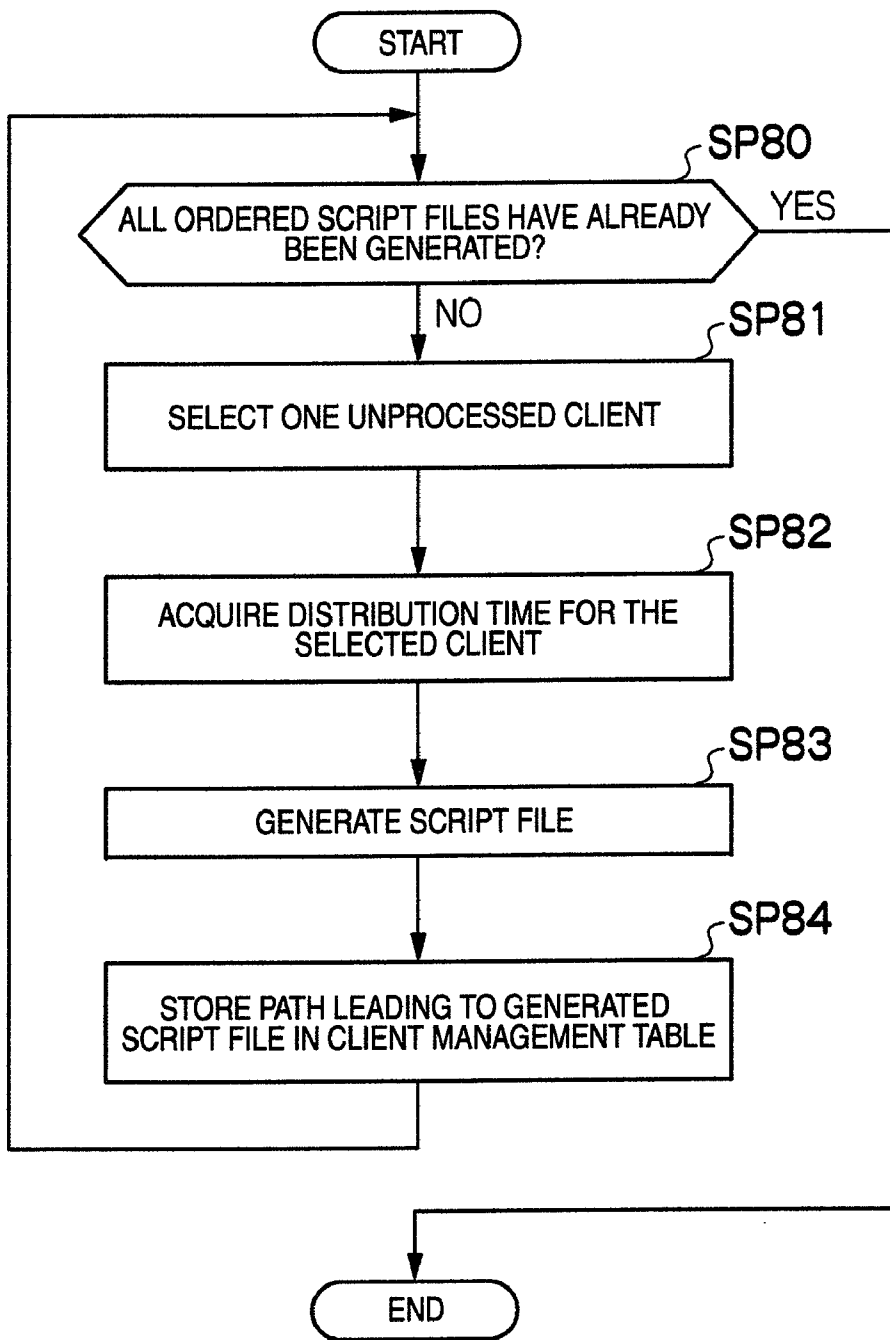 START
SP80
ALL ORDERED SCRIPT FILES HAVE ALREADY
BEEN GENERATED?
YES
NO
SP81
SELECT ONE UNPROCESSED CLIENT
SP82
ACQUIRE DISTRIBUTION TIME FOR THE
SELECTED CLIENT
SP83
GENERATE SCRIPT FILE
SP84
STORE PATH LEADING TO GENERATED
SCRIPT FILE IN CLIENT MANAGEMENT TABLE
END